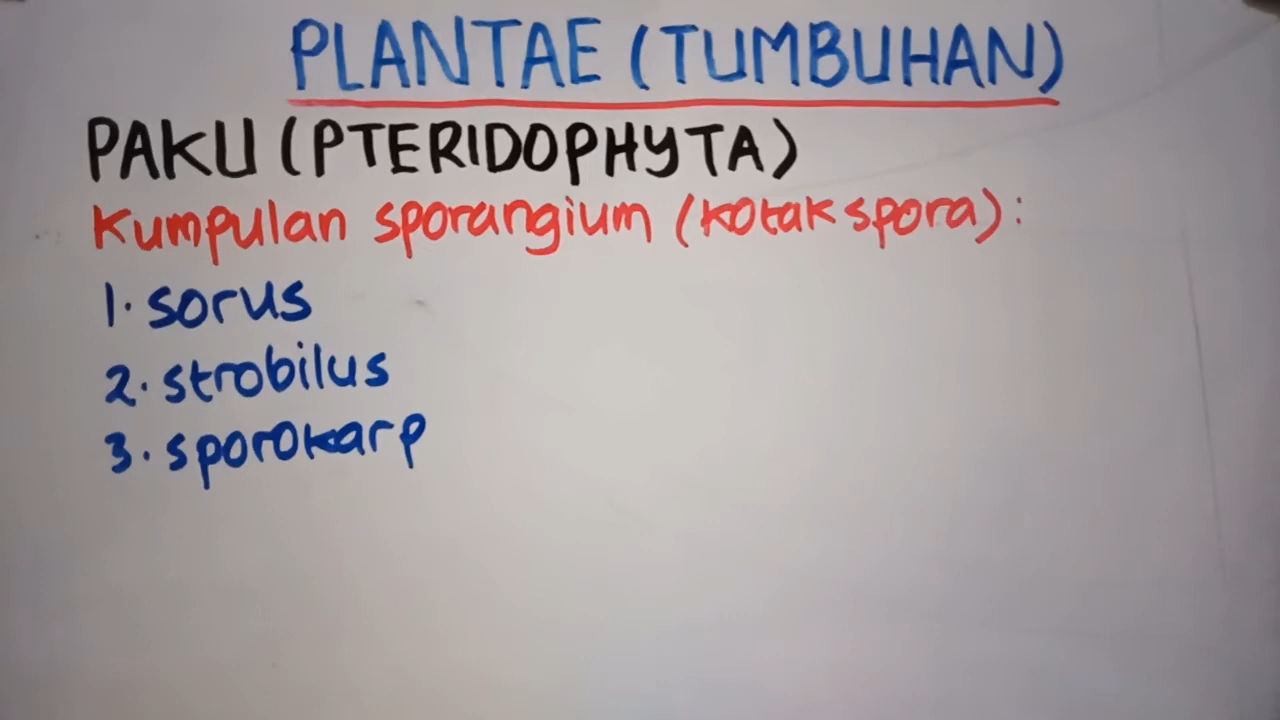 PLANTAE (TUMBUHAN)
PAKU (PTERIDOPHYTA)
Kumpulan sporangium (kotak spora) :
1. sorus
2. strobilus
3. sporokarp